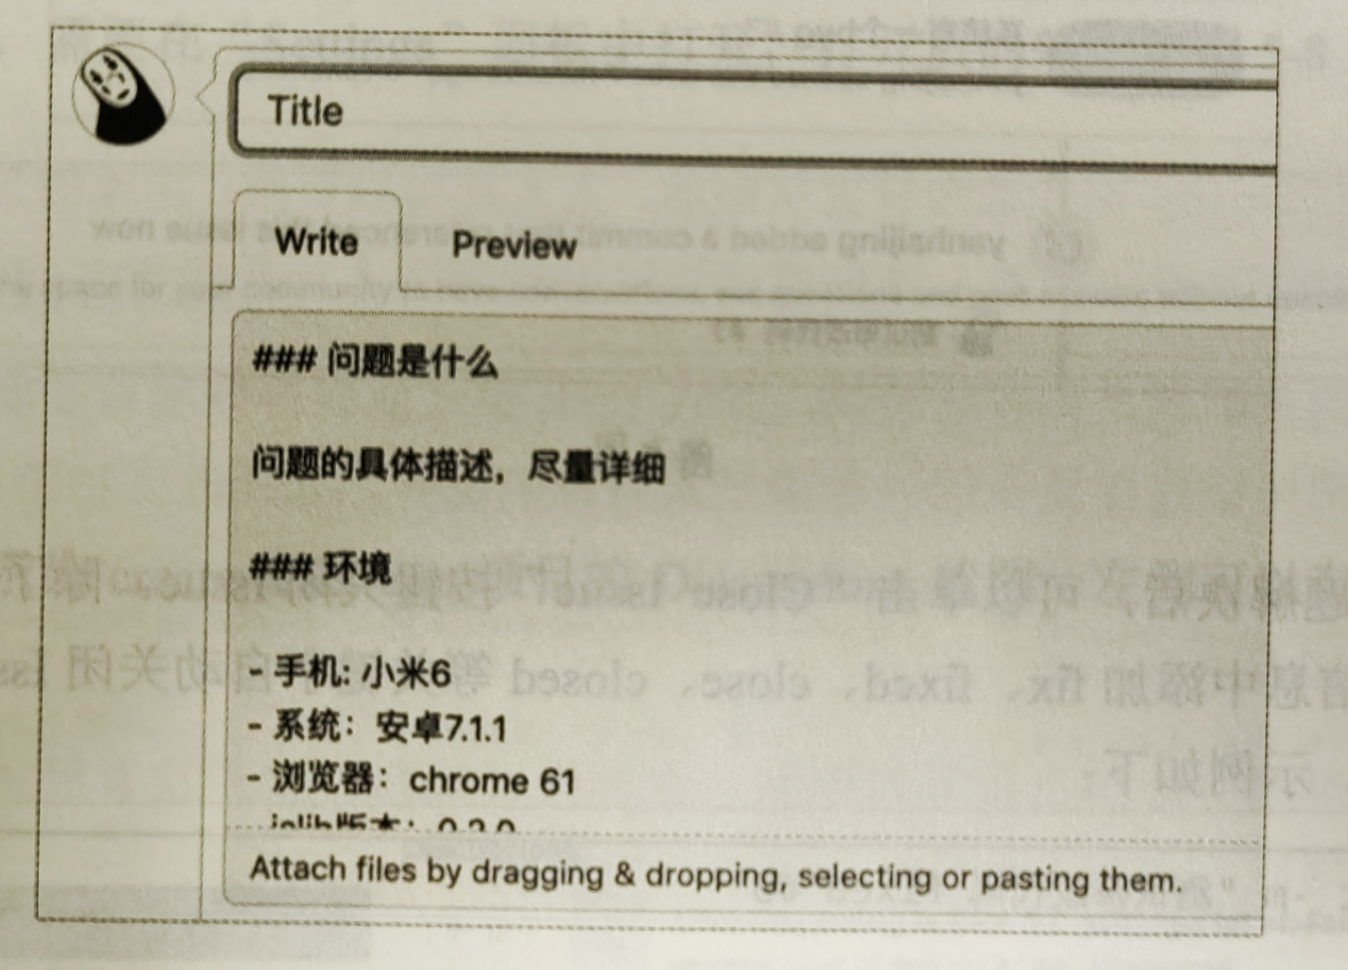 Title
Write Preview
### 问题是什么
问题的具体描述，尽量详细
### 环境
- 手机: 小米6
- 系统：安卓7.1.1
- 浏览器：chrome 61
Attach files by dragging & dropping, selecting or pasting them.